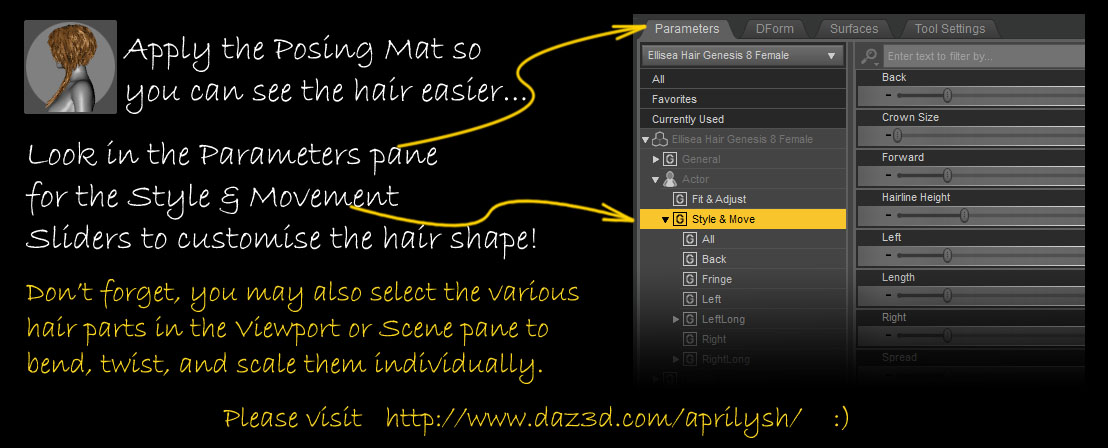 Apply the Posing Mat so
you can see the hair easier...
Look in the Parameters pane
for the Style & Movement
Sliders to customise the hair shape!
Don't forget, you may also select the various
hair parts in the Viewport or Scene pane to
bend, twist, and scale them individually.
Please visit http://www.daz3d.com/aprilysh/ :)
Parameters DForm Surfaces Tool Settings
Ellisea Hair Genesis 8 Female
Enter text to filter by...
All
Favorites
Currently Used
Ellisea Hair Genesis 8 Female
G General
Actor
G Fit & Adjust
G Style & Move
G All
G Back
G Fringe
G Left
G LeftLong
G Right
G RightLong
Back
Crown Size
Forward
Hairline Height
Left
Length
Right
Spread